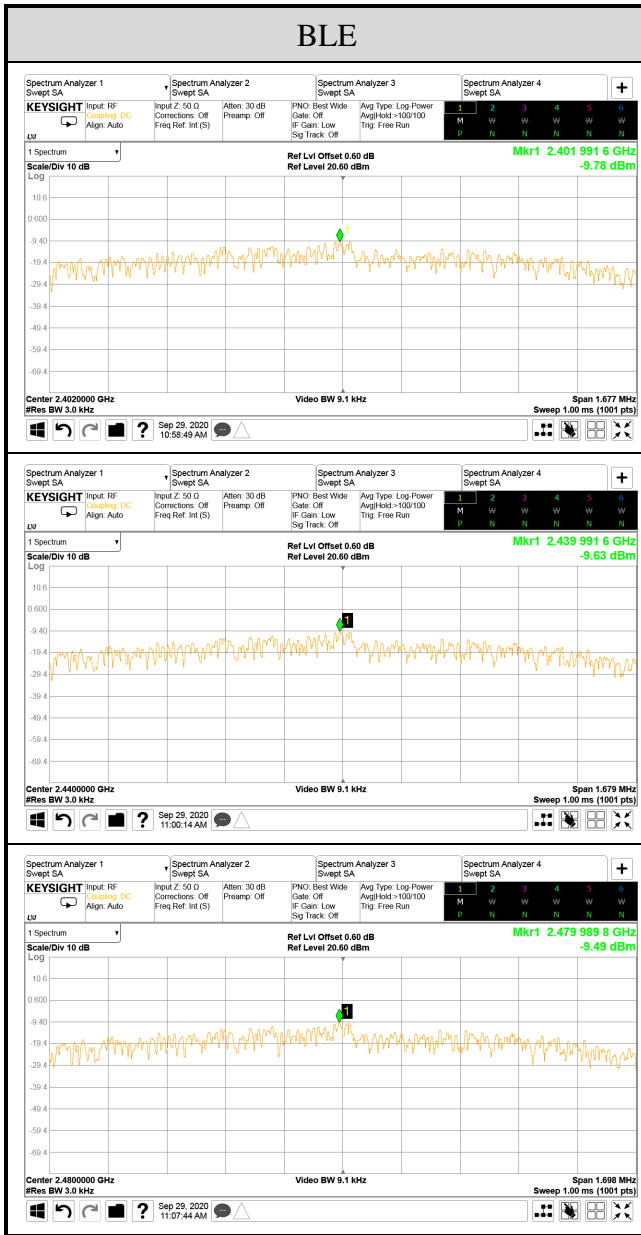 BLE
Spectrum Analyzer 1
Swept SA
Spectrum Analyzer 2
Swept SA
Spectrum Analyzer 3
Swept SA
Spectrum Analyzer 4
Swept SA
+
KEYSIGHT
Input: RF
Coupling: DC
Align: Auto
Input Z: 50 Ω
Corrections: Off
Freq Ref: Int (S)
Atten: 30 dB
Preamp: Off
PNO: Best Wide
Gate: Off
IF Gain: Low
Sig Track: Off
Avg Type: Log-Power
Avg|Hold:>100/100
Trig: Free Run
1 2 3 4 5 6
M W W W W W
P N N N N N
LXI
1 Spectrum
Scale/Div 10 dB
Log
Ref Lvl Offset 0.60 dB
Ref Level 20.60 dBm
Mkr1 2.401 991 6 GHz
-9.78 dBm
10.6
0.600
-9.40
-19.4
-29.4
-39.4
-49.4
-59.4
-69.4
1
Center 2.4020000 GHz
#Res BW 3.0 kHz
Video BW 9.1 kHz
Span 1.677 MHz
Sweep 1.00 ms (1001 pts)
?
Sep 29, 2020
10:58:49 AM
Spectrum Analyzer 1
Swept SA
Spectrum Analyzer 2
Swept SA
Spectrum Analyzer 3
Swept SA
Spectrum Analyzer 4
Swept SA
+
KEYSIGHT
Input: RF
Coupling: DC
Align: Auto
Input Z: 50 Ω
Corrections: Off
Freq Ref: Int (S)
Atten: 30 dB
Preamp: Off
PNO: Best Wide
Gate: Off
IF Gain: Low
Sig Track: Off
Avg Type: Log-Power
Avg|Hold:>100/100
Trig: Free Run
1 2 3 4 5 6
M W W W W W
P N N N N N
LXI
1 Spectrum
Scale/Div 10 dB
Log
Ref Lvl Offset 0.60 dB
Ref Level 20.60 dBm
Mkr1 2.439 991 6 GHz
-9.63 dBm
10.6
0.600
-9.40
-19.4
-29.4
-39.4
-49.4
-59.4
-69.4
1
Center 2.4400000 GHz
#Res BW 3.0 kHz
Video BW 9.1 kHz
Span 1.679 MHz
Sweep 1.00 ms (1001 pts)
?
Sep 29, 2020
11:00:14 AM
Spectrum Analyzer 1
Swept SA
Spectrum Analyzer 2
Swept SA
Spectrum Analyzer 3
Swept SA
Spectrum Analyzer 4
Swept SA
+
KEYSIGHT
Input: RF
Coupling: DC
Align: Auto
Input Z: 50 Ω
Corrections: Off
Freq Ref: Int (S)
Atten: 30 dB
Preamp: Off
PNO: Best Wide
Gate: Off
IF Gain: Low
Sig Track: Off
Avg Type: Log-Power
Avg|Hold:>100/100
Trig: Free Run
1 2 3 4 5 6
M W W W W W
P N N N N N
LXI
1 Spectrum
Scale/Div 10 dB
Log
Ref Lvl Offset 0.60 dB
Ref Level 20.60 dBm
Mkr1 2.479 989 8 GHz
-9.49 dBm
10.6
0.600
-9.40
-19.4
-29.4
-39.4
-49.4
-59.4
-69.4
1
Center 2.4800000 GHz
#Res BW 3.0 kHz
Video BW 9.1 kHz
Span 1.698 MHz
Sweep 1.00 ms (1001 pts)
?
Sep 29, 2020
11:07:44 AM